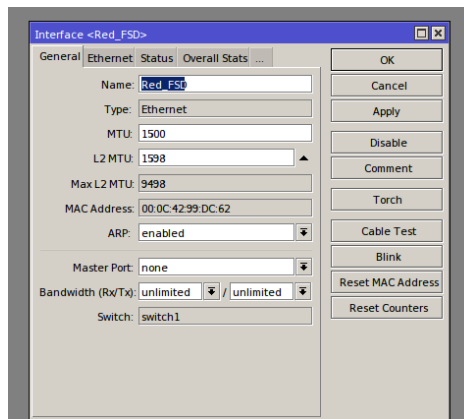 Interface <Red_FSD>
General Ethernet Status Overall Stats ...
Name: Red_FSD
Type: Ethernet
MTU: 1500
L2 MTU: 1598
Max L2 MTU: 9498
MAC Address: 00:0C:42:99:DC:62
ARP: enabled
Master Port: none
Bandwidth (Rx/Tx): unlimited / unlimited
Switch: switch1
OK
Cancel
Apply
Disable
Comment
Torch
Cable Test
Blink
Reset MAC Address
Reset Counters